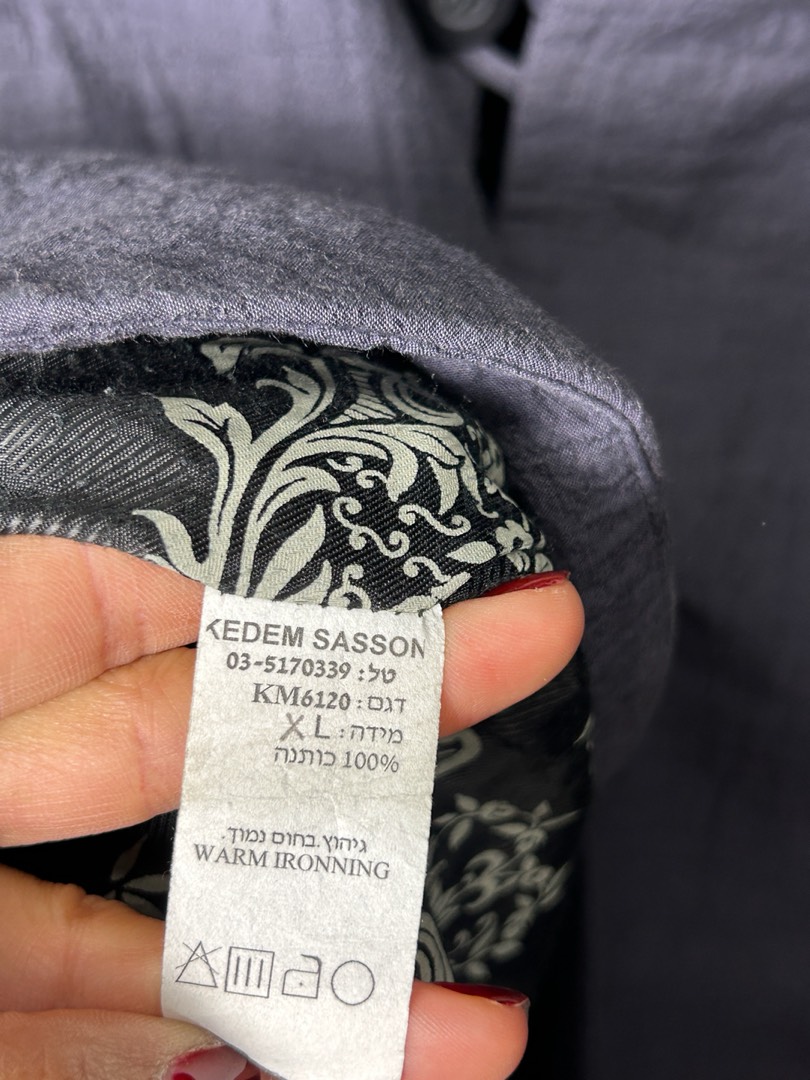 KEDEM SASSON
טל: 03-5170339
דגם: KM6120
מידה: XL
100% כותנה
גיהוץ.בחום נמוך.
WARM IRONNING